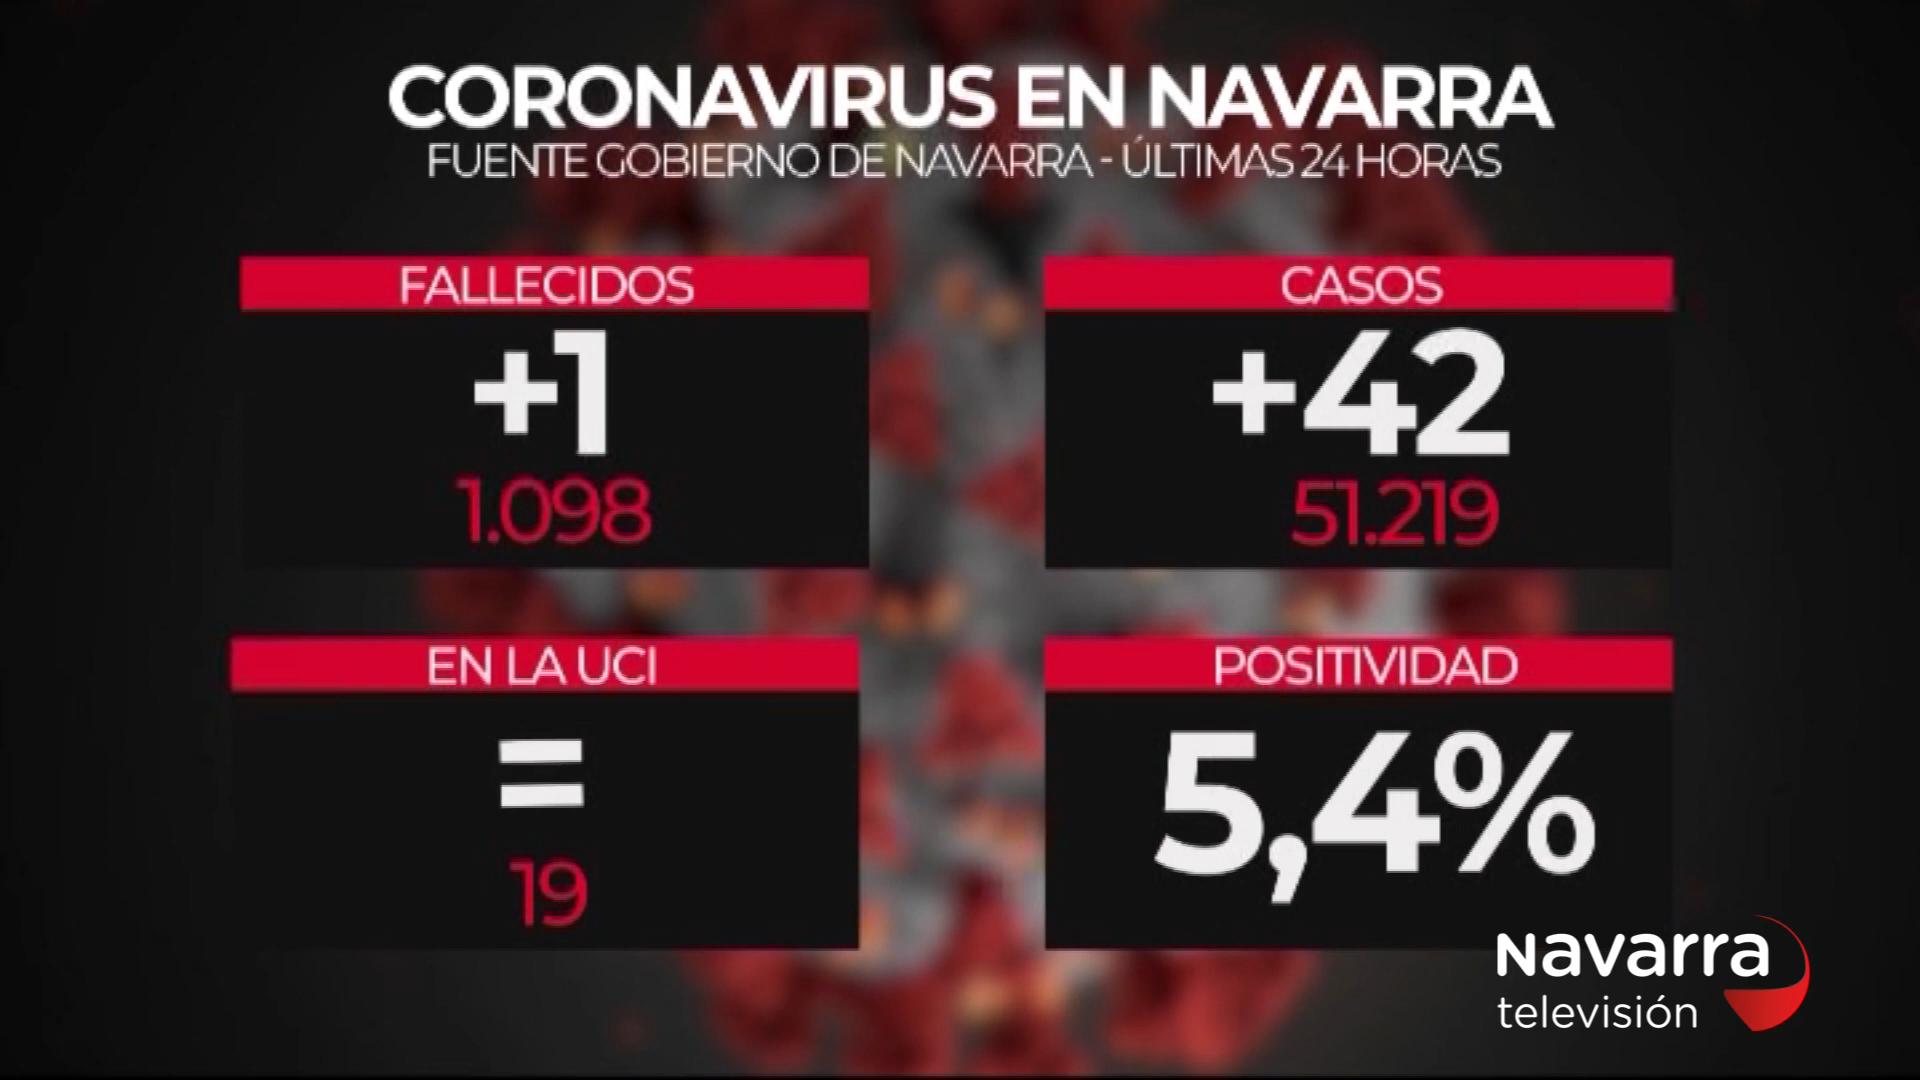 CORONAVIRUS EN NAVARRA
FUENTE GOBIERNO DE NAVARRA - ÚLTIMAS 24 HORAS
FALLECIDOS
+1
1.098
CASOS
+42
51.219
EN LA UCI
=
19
POSITIVIDAD
5,4%
Navarra
televisión